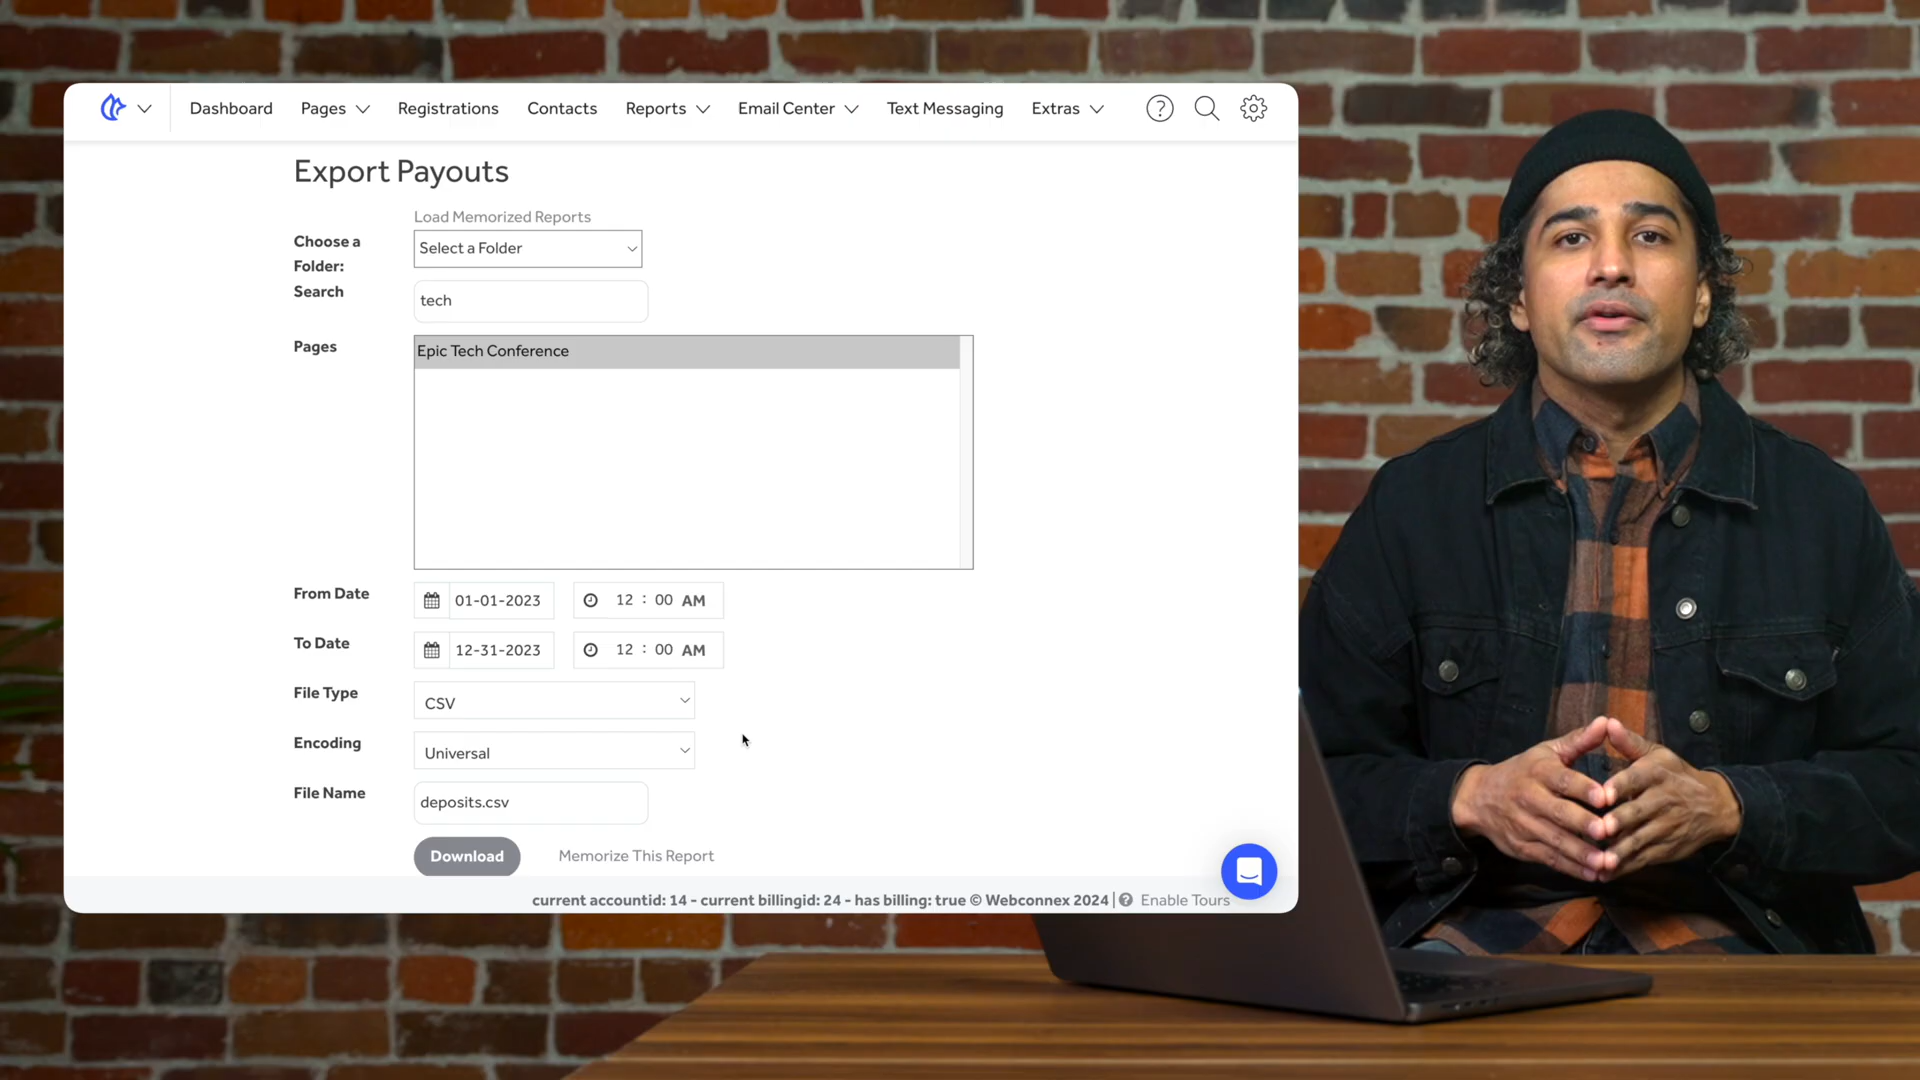 Dashboard Pages Registrations Contacts Reports Email Center Text Messaging Extras ?
Export Payouts
Load Memorized Reports
Choose a
Folder:
Select a Folder
Search
tech
Pages
Epic Tech Conference
From Date
01-01-2023
12 : 00 AM
To Date
12-31-2023
12 : 00 AM
File Type
CSV
Encoding
Universal
File Name
deposits.csv
Download
Memorize This Report
current accountid: 14 - current billingid: 24 - has billing: true © Webconnex 2024 | ? Enable Tours